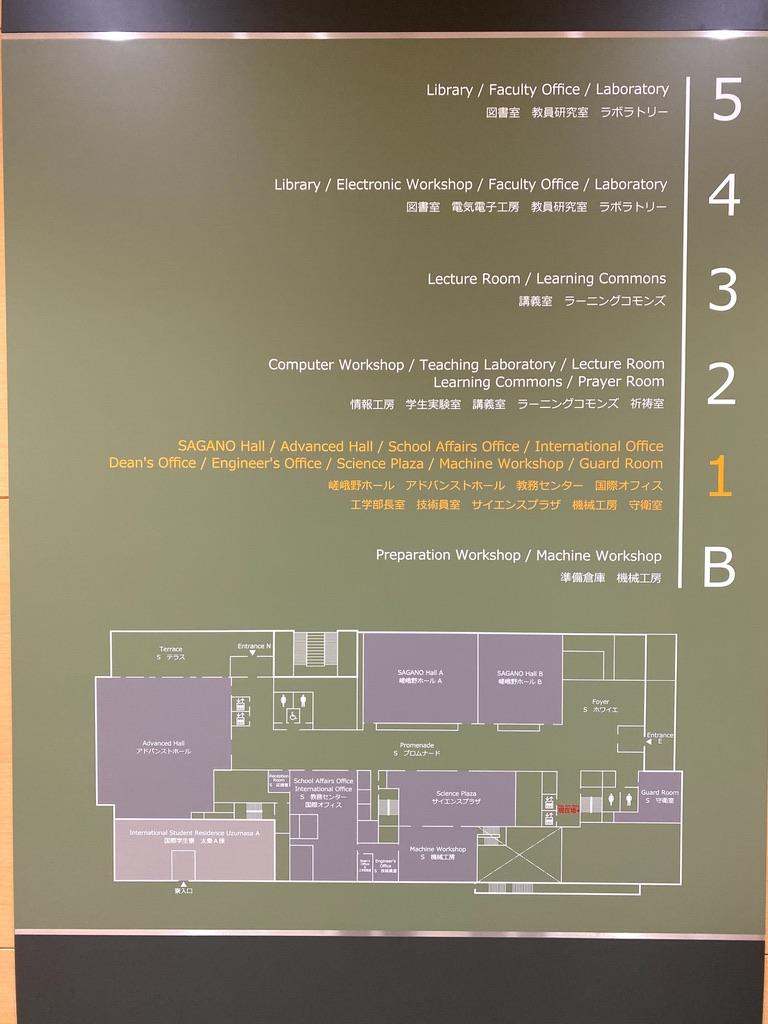 Library / Faculty Office / Laboratory
図書室 教員研究室 ラボラトリー
5
Library / Electronic Workshop / Faculty Office / Laboratory
図書室 電気電子工房 教員研究室 ラボラトリー
4
Lecture Room / Learning Commons
講義室 ラーニングコモンズ
3
Computer Workshop / Teaching Laboratory / Lecture Room
Learning Commons / Prayer Room
情報工房 学生実験室 講義室 ラーニングコモンズ 祈祷室
2
SAGANO Hall / Advanced Hall / School Affairs Office / International Office
Dean's Office / Engineer's Office / Science Plaza / Machine Workshop / Guard Room
嵯峨野ホール アドバンストホール 教務センター 国際オフィス
工学部長室 技術員室 サイエンスプラザ 機械工房 守衛室
1
Preparation Workshop / Machine Workshop
準備倉庫 機械工房
B
Terrace
S テラス
Entrance N
SAGANO Hall A
嵯峨野ホール A
SAGANO Hall B
嵯峨野ホール B
Foyer
S ホワイエ
Entrance
E
Advanced Hall
アドバンストホール
Promenade
S プロムナード
Reception
Room
School Affairs Office
International Office
S 教務センター
国際オフィス
Science Plaza
サイエンスプラザ
現在地
Guard Room
S 守衛室
International Student Residence Uzumasa A
国際学生寮 太秦A棟
Machine Workshop
S 機械工房
Dean's
Office
Engineer's
Office
S 技術員室
寮入口